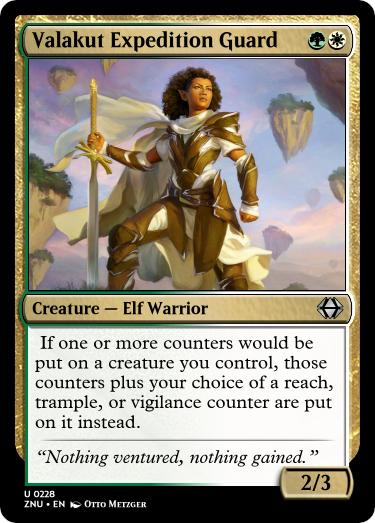 Valakut Expedition Guard
Creature — Elf Warrior
If one or more counters would be
put on a creature you control, those
counters plus your choice of a reach,
trample, or vigilance counter are put
on it instead.
“Nothing ventured, nothing gained.”
2/3
U 0228
ZNU • EN Otto Metzger